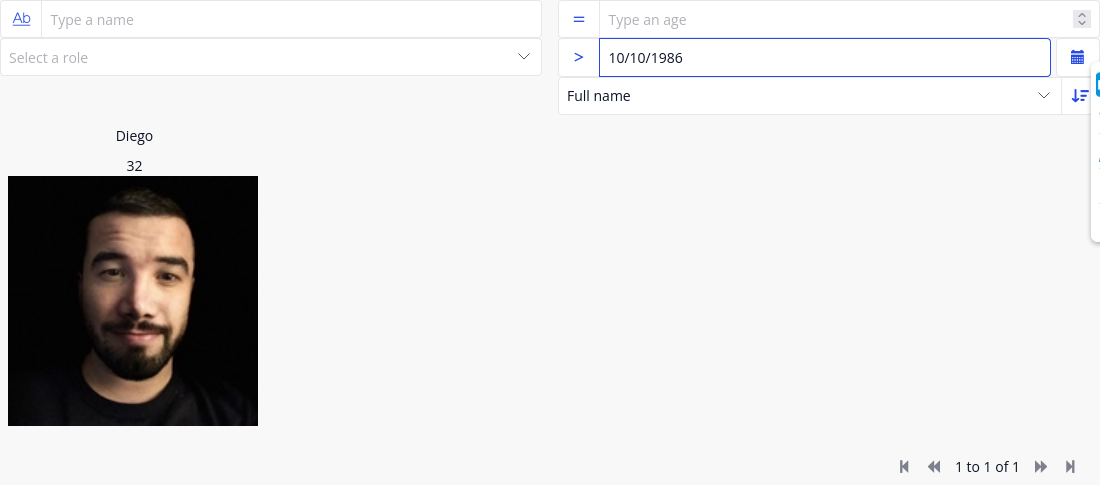 Ab Type a name
= Type an age
Select a role
> 10/10/1986
Full name
Diego
32
1 to 1 of 1